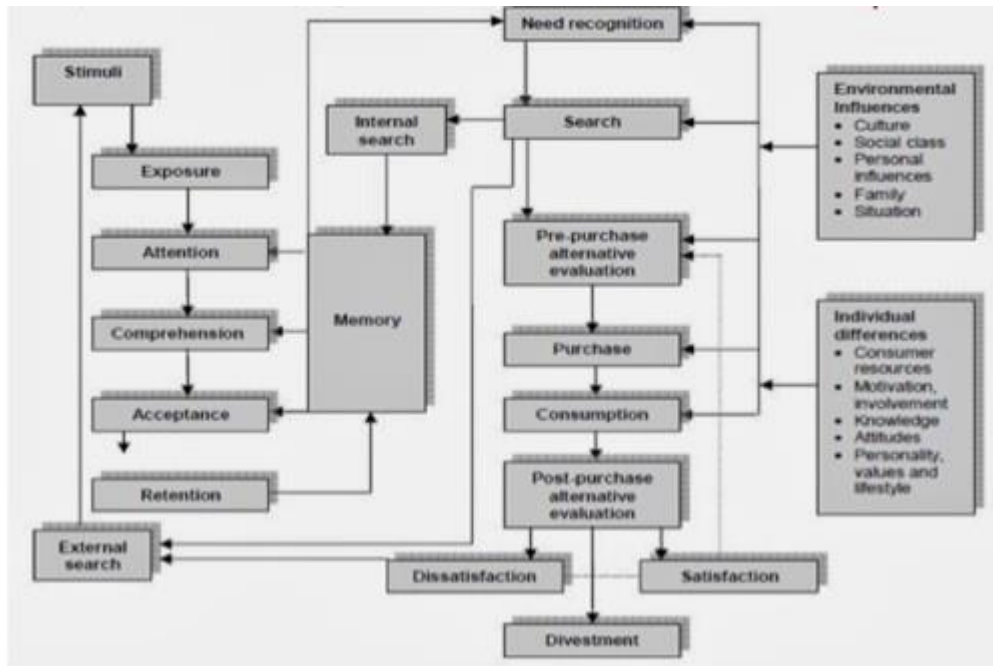 Need recognition
Stimuli
Internal
search
Search
Environmental
Influences
• Culture
• Social class
• Personal
influences
• Family
• Situation
Exposure
Attention
Pre-purchase
alternative
evaluation
Memory
Comprehension
Purchase
Individual
differences
• Consumer
resources
• Motivation,
involvement
• Knowledge
• Attitudes
• Personality,
values and
lifestyle
Acceptance
Consumption
Retention
Post-purchase
alternative
evaluation
External
search
Dissatisfaction
Satisfaction
Divestment